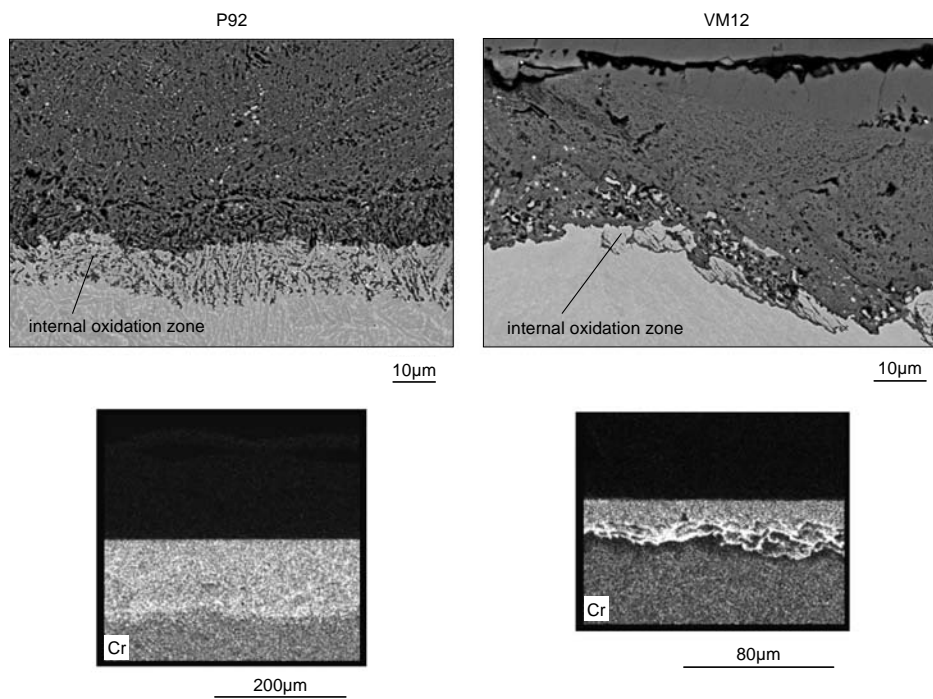 P92
VM12
internal oxidation zone
internal oxidation zone
10µm
10µm
Cr
Cr
200µm
80µm